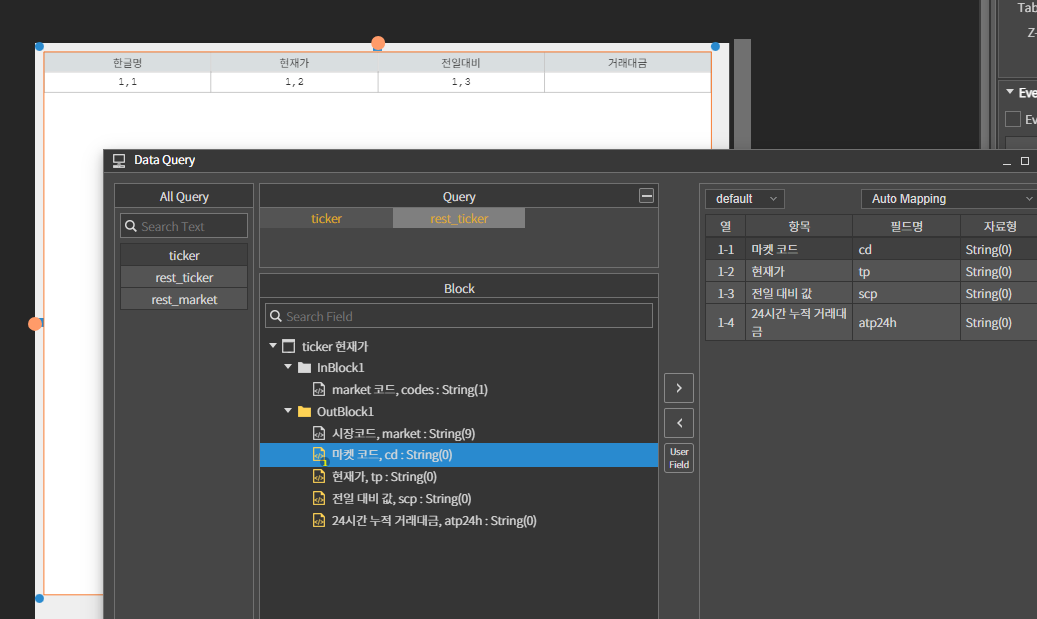 Tab
Z-
Eve
Ev
한글명 현재가 전일대비 거래대금
1,1 1,2 1,3
Data Query
All Query
Search Text
ticker
rest_ticker
rest_market
Query
ticker rest_ticker
Block
Search Field
ticker 현재가
InBlock1
market 코드, codes : String(1)
OutBlock1
시장코드, market : String(9)
마켓 코드, cd : String(0)
현재가, tp : String(0)
전일 대비 값, scp : String(0)
24시간 누적 거래대금, atp24h : String(0)
>
<
User
Field
default Auto Mapping
열 항목 필드명 자료형
1-1 마켓 코드 cd String(0)
1-2 현재가 tp String(0)
1-3 전일 대비 값 scp String(0)
1-4 24시간 누적 거래대
금 atp24h String(0)